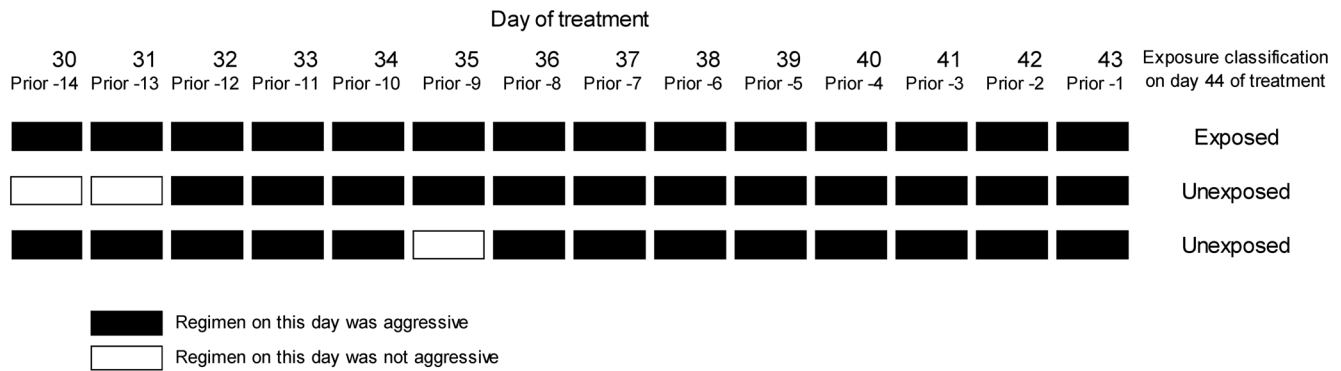 Day of treatment
30 31 32 33 34 35 36 37 38 39 40 41 42 43 Exposure classification
Prior -14 Prior -13 Prior -12 Prior -11 Prior -10 Prior -9 Prior -8 Prior -7 Prior -6 Prior -5 Prior -4 Prior -3 Prior -2 Prior -1 on day 44 of treatment
Exposed
Unexposed
Unexposed
Regimen on this day was aggressive
Regimen on this day was not aggressive